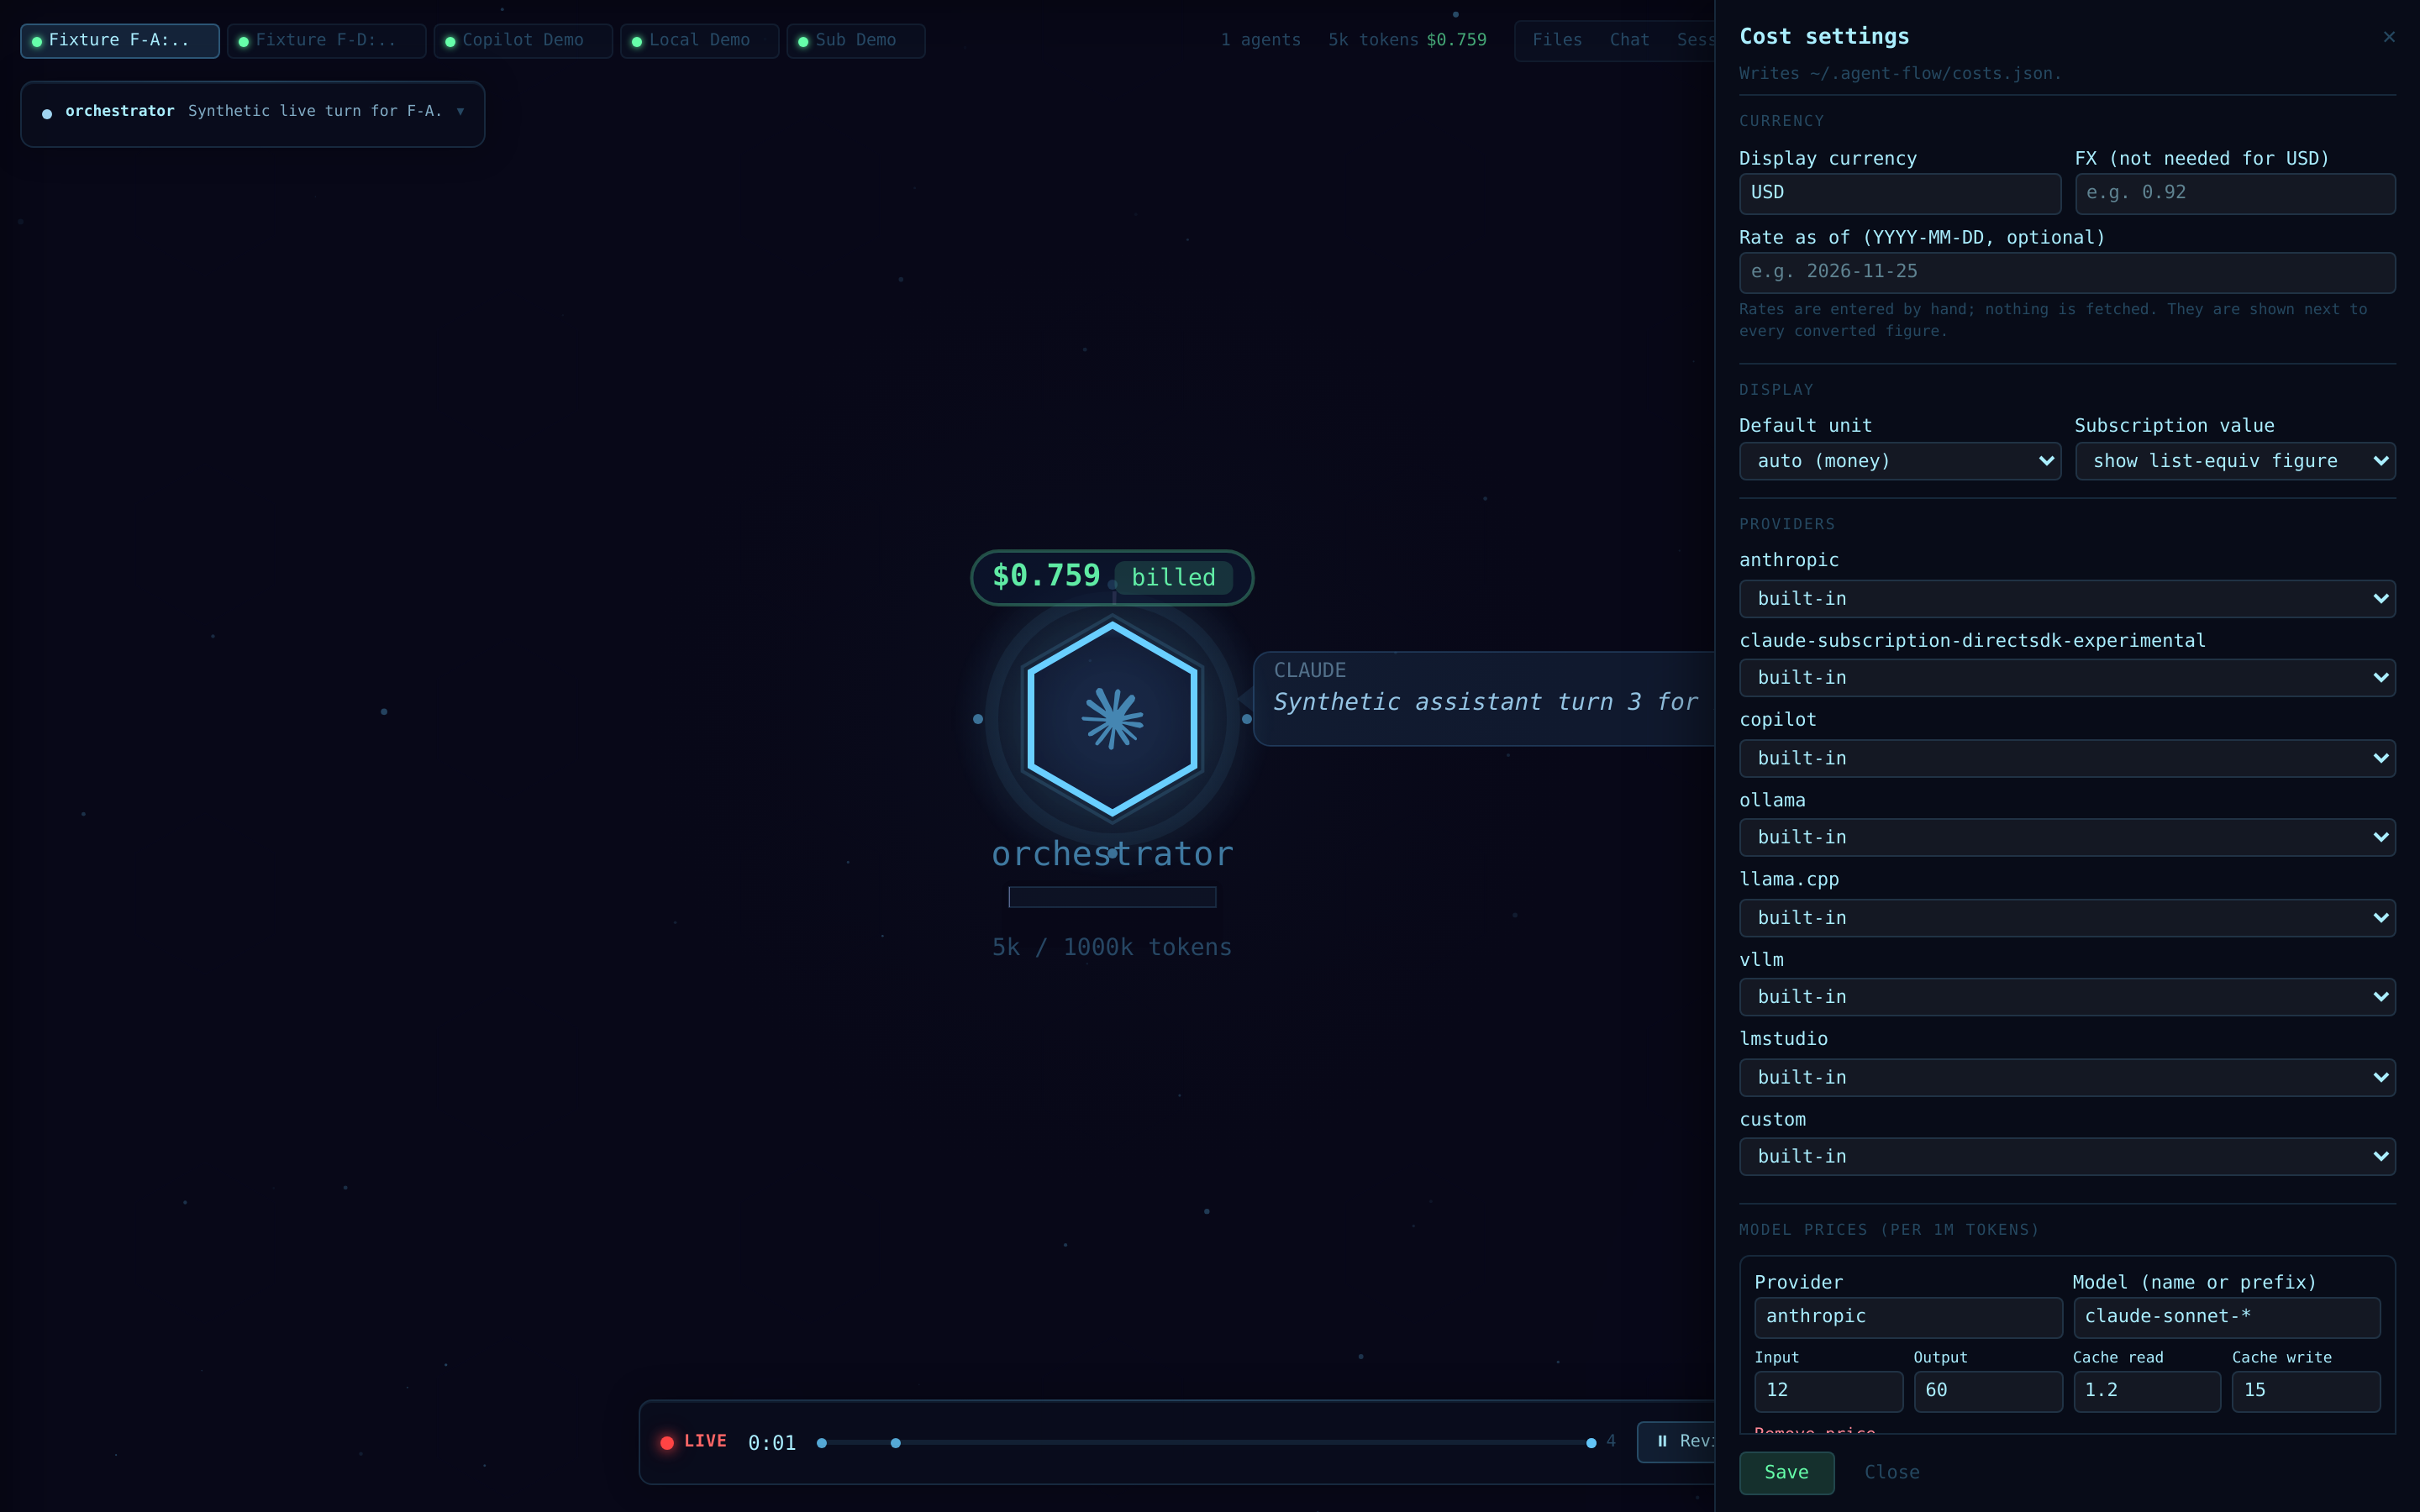 Fixture F-A:..
Fixture F-D:..
Copilot Demo
Local Demo
Sub Demo
1 agents 5k tokens $0.759
Files Chat Sess
orchestrator Synthetic live turn for F-A. ▼
$0.759 billed
CLAUDE
Synthetic assistant turn 3 for
orchestrator
5k / 1000k tokens
LIVE 0:01 4 Revi
Cost settings ×
Writes ~/.agent-flow/costs.json.
CURRENCY
Display currency FX (not needed for USD)
USD e.g. 0.92
Rate as of (YYYY-MM-DD, optional)
e.g. 2026-11-25
Rates are entered by hand; nothing is fetched. They are shown next to
every converted figure.
DISPLAY
Default unit Subscription value
auto (money) show list-equiv figure
PROVIDERS
anthropic
built-in
claude-subscription-directsdk-experimental
built-in
copilot
built-in
ollama
built-in
llama.cpp
built-in
vllm
built-in
lmstudio
built-in
custom
built-in
MODEL PRICES (PER 1M TOKENS)
Provider Model (name or prefix)
anthropic claude-sonnet-*
Input Output Cache read Cache write
12 60 1.2 15
Remove price
Save Close